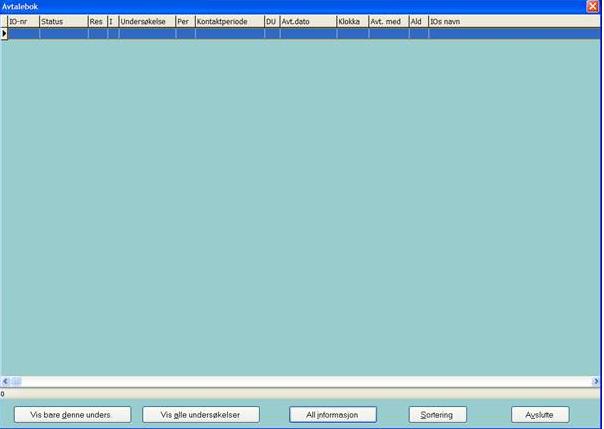 Avtalebok
IO-nr Status Res I Undersøkelse Per Kontaktperiode DU Avt.dato Klokka Avt. med Ald IOs navn
0
Vis bare denne unders. Vis alle undersøkelser All informasjon Sortering Avslutte